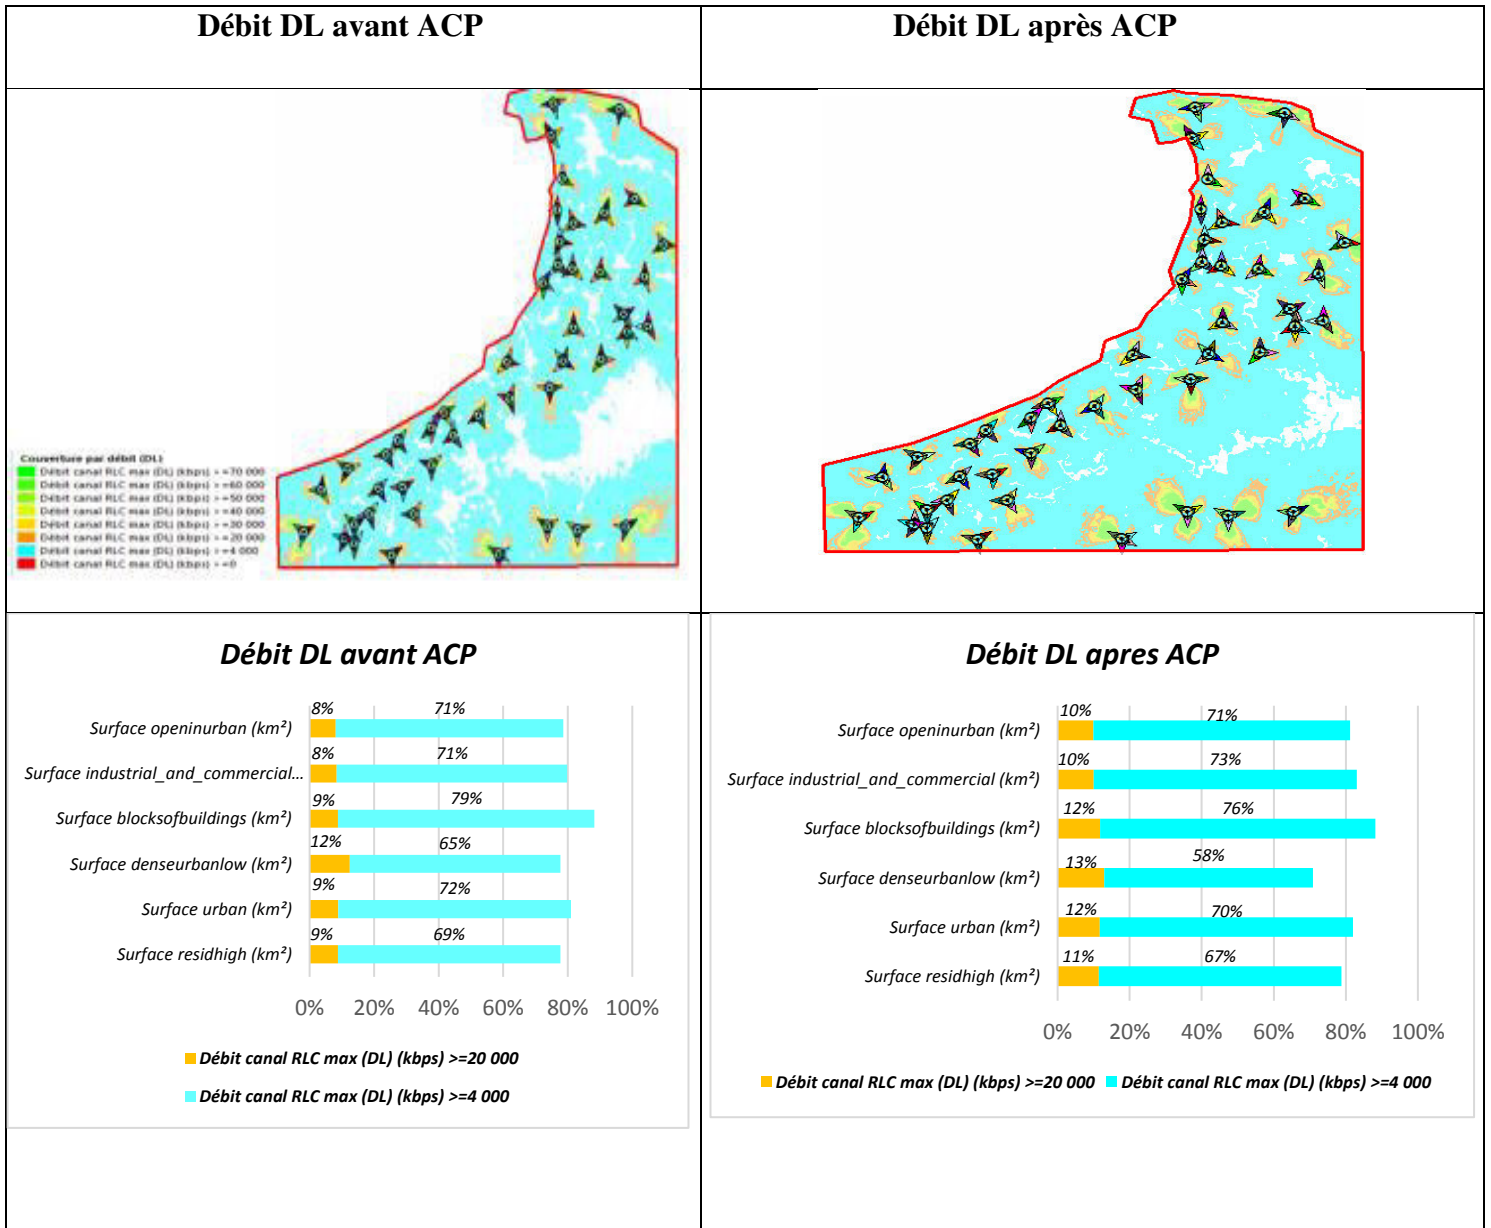 Débit DL avant ACP
Débit DL après ACP
Couverture par débit (DL)
Débit canal RLC max (DL) (kbps) >=70 000
Débit canal RLC max (DL) (kbps) >=60 000
Débit canal RLC max (DL) (kbps) >=50 000
Débit canal RLC max (DL) (kbps) >=40 000
Débit canal RLC max (DL) (kbps) >=30 000
Débit canal RLC max (DL) (kbps) >=20 000
Débit canal RLC max (DL) (kbps) >=4 000
Débit canal RLC max (DL) (kbps) >=0
Débit DL avant ACP
8% 71%
Surface openinurban (km²)
8% 71%
Surface industrial_and_commercial...
9% 79%
Surface blocksofbuildings (km²)
12% 65%
Surface denseurbanlow (km²)
9% 72%
Surface urban (km²)
9% 69%
Surface residhigh (km²)
0% 20% 40% 60% 80% 100%
Débit canal RLC max (DL) (kbps) >=20 000
Débit canal RLC max (DL) (kbps) >=4 000
Débit DL apres ACP
10% 71%
Surface openinurban (km²)
10% 73%
Surface industrial_and_commercial (km²)
12% 76%
Surface blocksofbuildings (km²)
13% 58%
Surface denseurbanlow (km²)
12% 70%
Surface urban (km²)
11% 67%
Surface residhigh (km²)
0% 20% 40% 60% 80% 100%
Débit canal RLC max (DL) (kbps) >=20 000 Débit canal RLC max (DL) (kbps) >=4 000